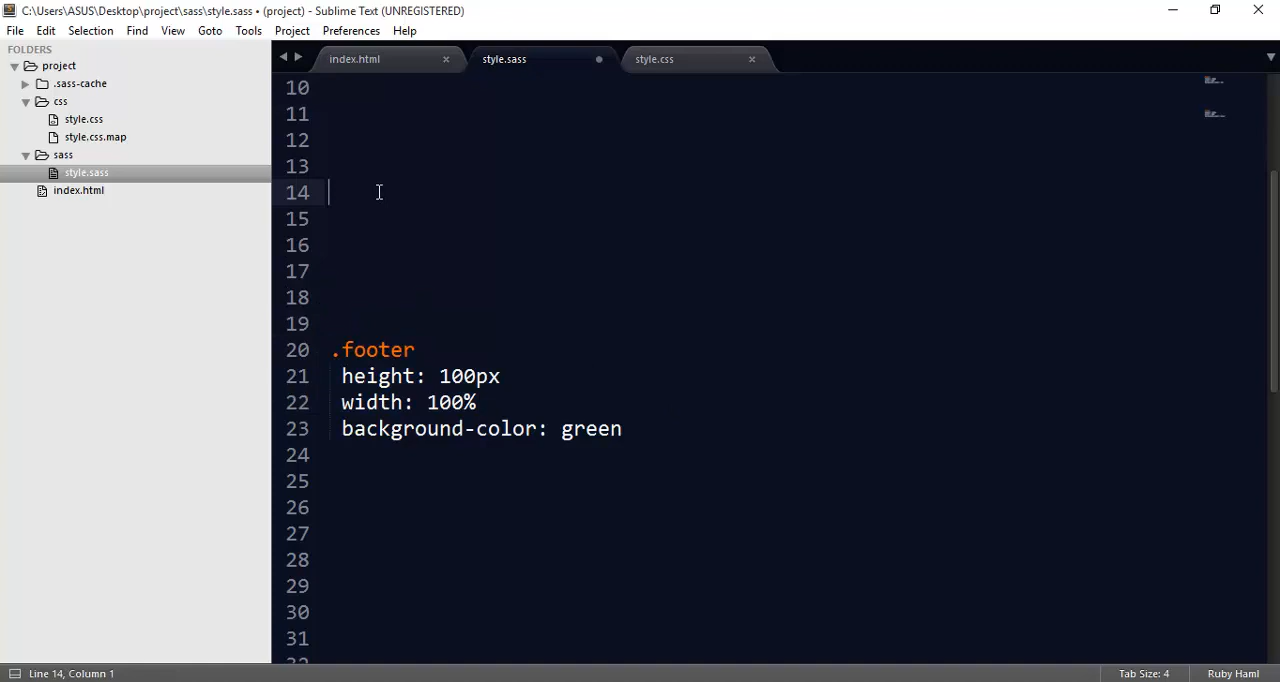 C:\Users\ASUS\Desktop\project\sass\style.sass • (project) - Sublime Text (UNREGISTERED)
File Edit Selection Find View Goto Tools Project Preferences Help
FOLDERS
project
.sass-cache
css
style.css
style.css.map
sass
style.sass
index.html
index.html × style.sass style.css ×
10
11
12
13
14
15
16
17
18
19
20 .footer
21 height: 100px
22 width: 100%
23 background-color: green
24
25
26
27
28
29
30
31
32
Line 14, Column 1 Tab Size: 4 Ruby Haml